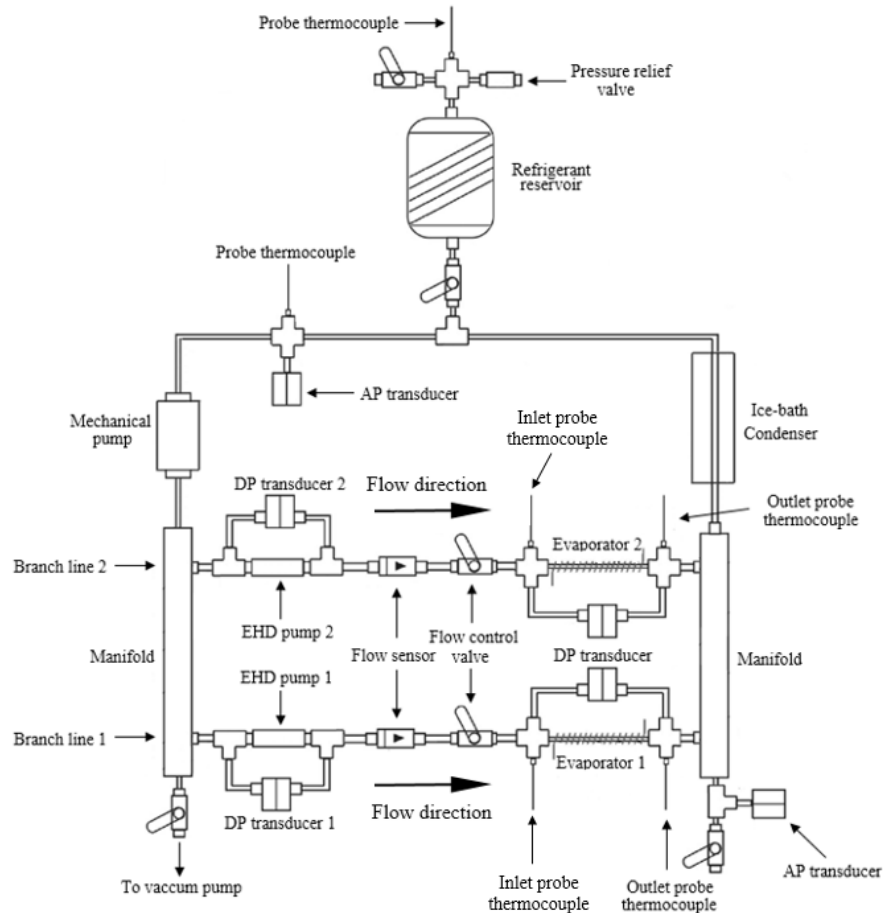 Probe thermocouple
Pressure relief
valve
Refrigerant
reservoir
Probe thermocouple
AP transducer
Mechanical
pump
Inlet probe
thermocouple
Ice-bath
Condenser
DP transducer 2
Flow direction
Outlet probe
thermocouple
Evaporator 2
Branch line 2
EHD pump 2
Flow sensor
Flow control
valve
DP transducer
Manifold
Manifold
EHD pump 1
Branch line 1
Evaporator 1
DP transducer 1
Flow direction
AP transducer
To vaccum pump
Inlet probe
thermocouple
Outlet probe
thermocouple